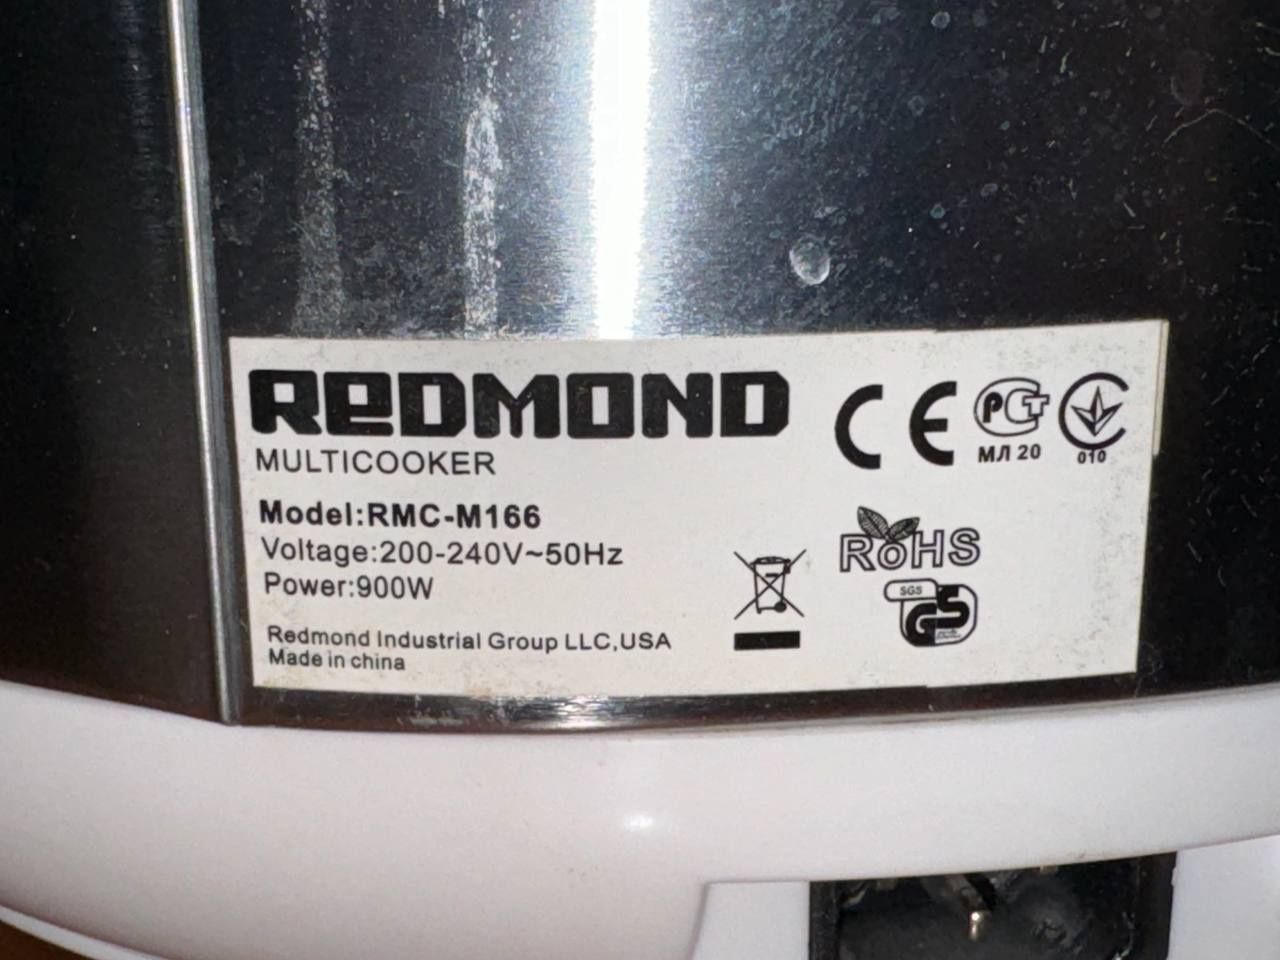 REDMOND
MULTICOOKER
Model:RMC-M166
Voltage:200-240V~50Hz
Power:900W
Redmond Industrial Group LLC,USA
Made in china
CE
РСТ
МЛ 20
010
RoHS
SGS
GS